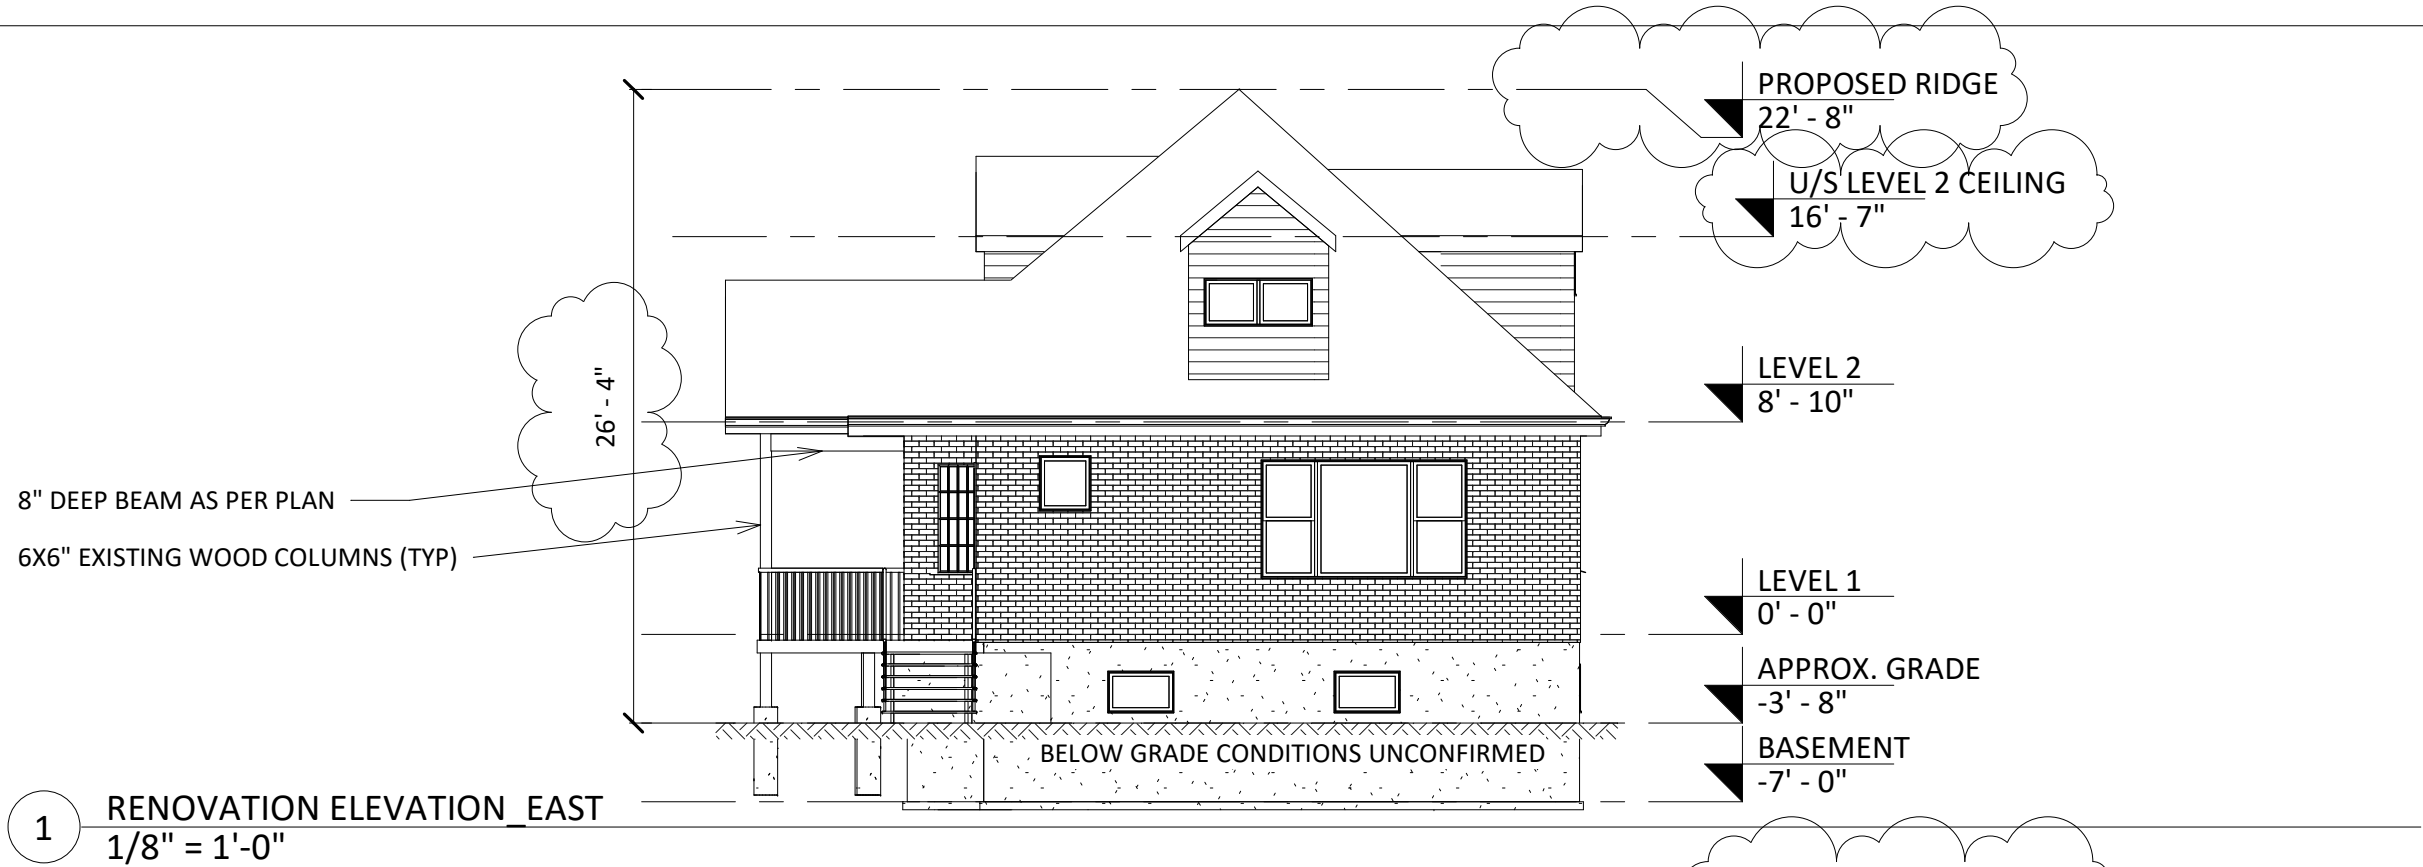 PROPOSED RIDGE
22' - 8"
U/S LEVEL 2 CEILING
16' - 7"
LEVEL 2
8' - 10"
26' - 4"
8" DEEP BEAM AS PER PLAN
6X6" EXISTING WOOD COLUMNS (TYP)
LEVEL 1
0' - 0"
APPROX. GRADE
-3' - 8"
BELOW GRADE CONDITIONS UNCONFIRMED
BASEMENT
-7' - 0"
1
RENOVATION ELEVATION_EAST
1/8" = 1'-0"